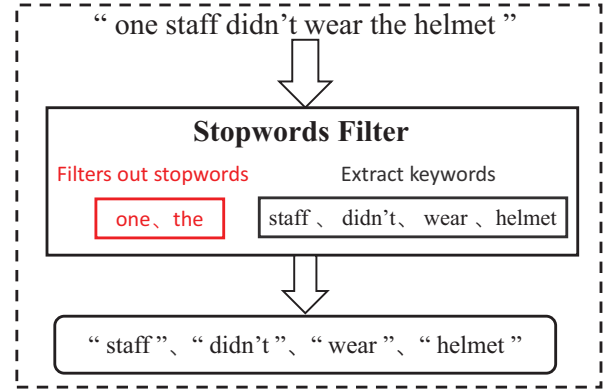 “ one staff didn’t wear the helmet ”
Stopwords Filter
Filters out stopwords
Extract keywords
one、the
staff 、 didn’t、 wear 、helmet
“ staff ”、“ didn’t ”、“ wear ”、“ helmet ”